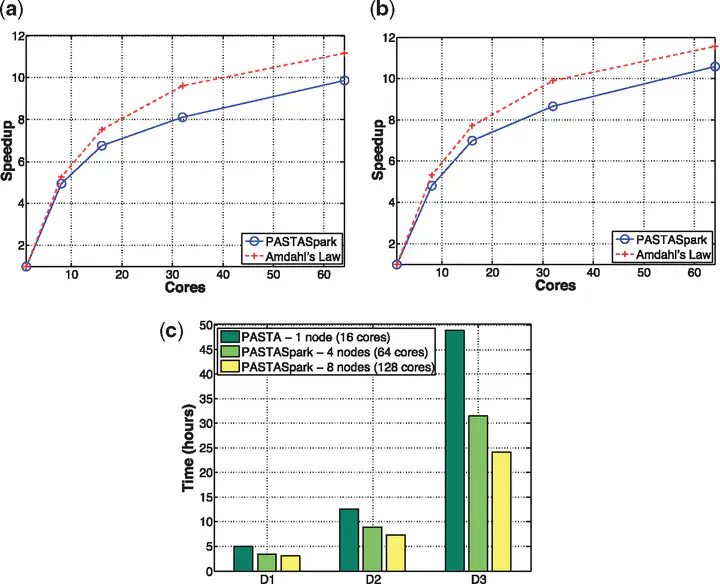 (a)
12
10
8
6
4
2
Speedup
10 20 30 40 50 60
Cores
PASTASpark
Amdahl's Law
(b)
12
10
8
6
4
2
Speedup
10 20 30 40 50 60
Cores
PASTASpark
Amdahl's Law
(c)
50
45
40
35
30
25
20
15
10
5
0
Time (hours)
PASTA – 1 node (16 cores)
PASTASpark – 4 nodes (64 cores)
PASTASpark – 8 nodes (128 cores)
D1 D2 D3